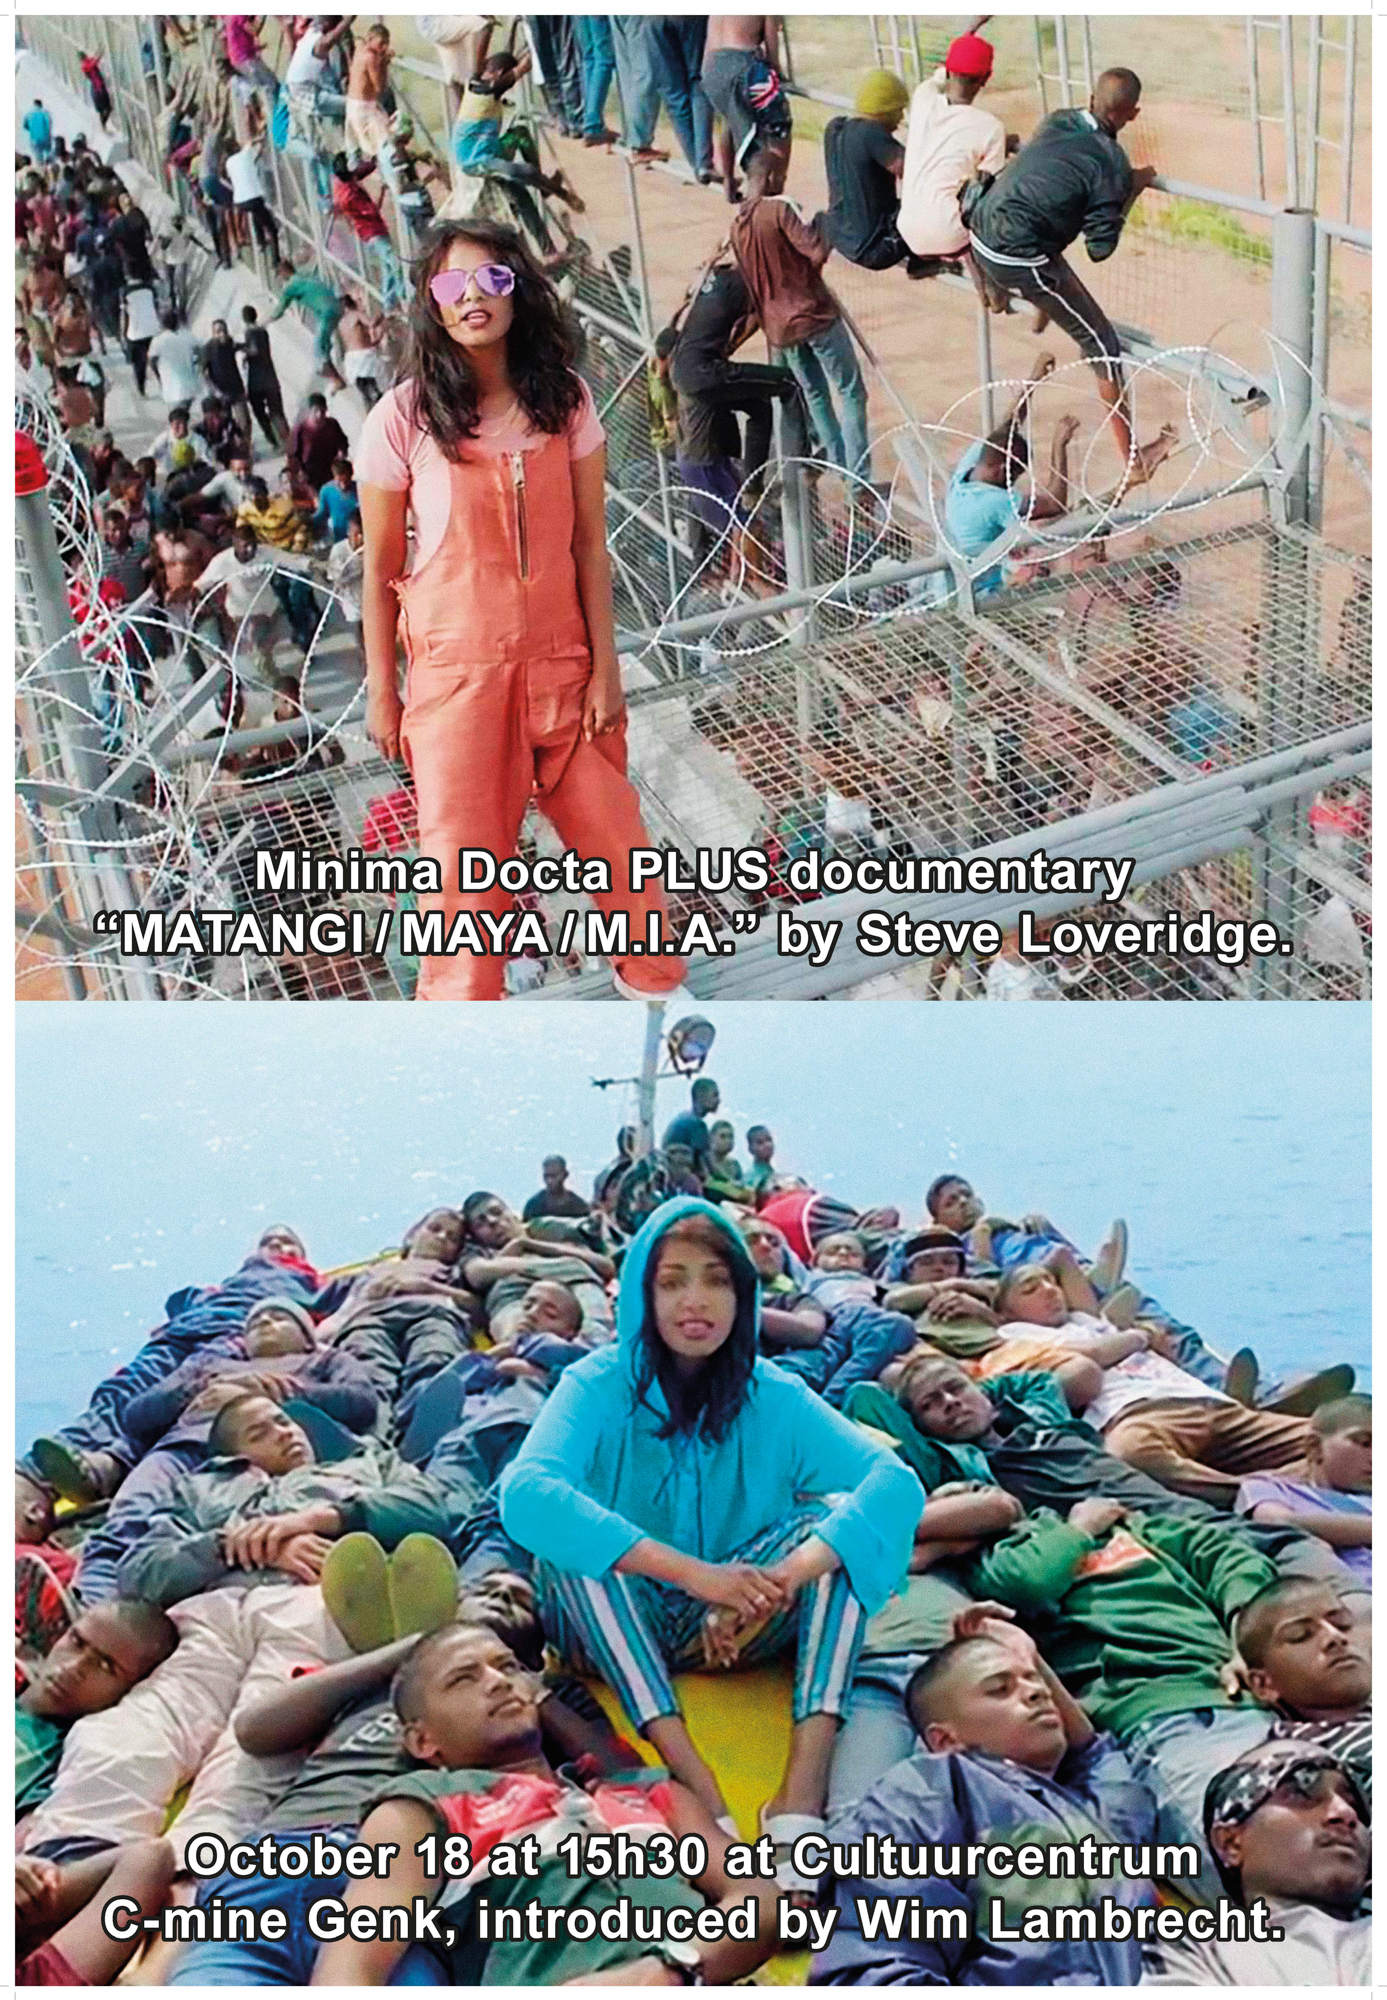 Minima Docta PLUS documentary
“MATANGI / MAYA / M.I.A.” by Steve Loveridge.
October 18 at 15h30 at Cultuurcentrum
C-mine Genk, introduced by Wim Lambrecht.